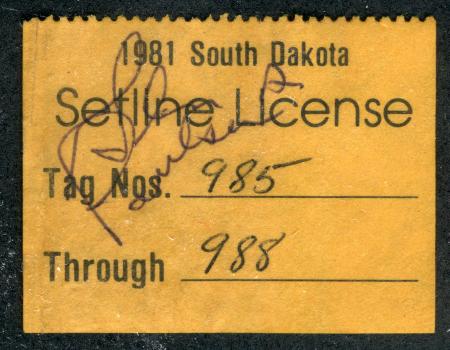 1981 South Dakota
Setline License
Tag Nos. 985
Through 988